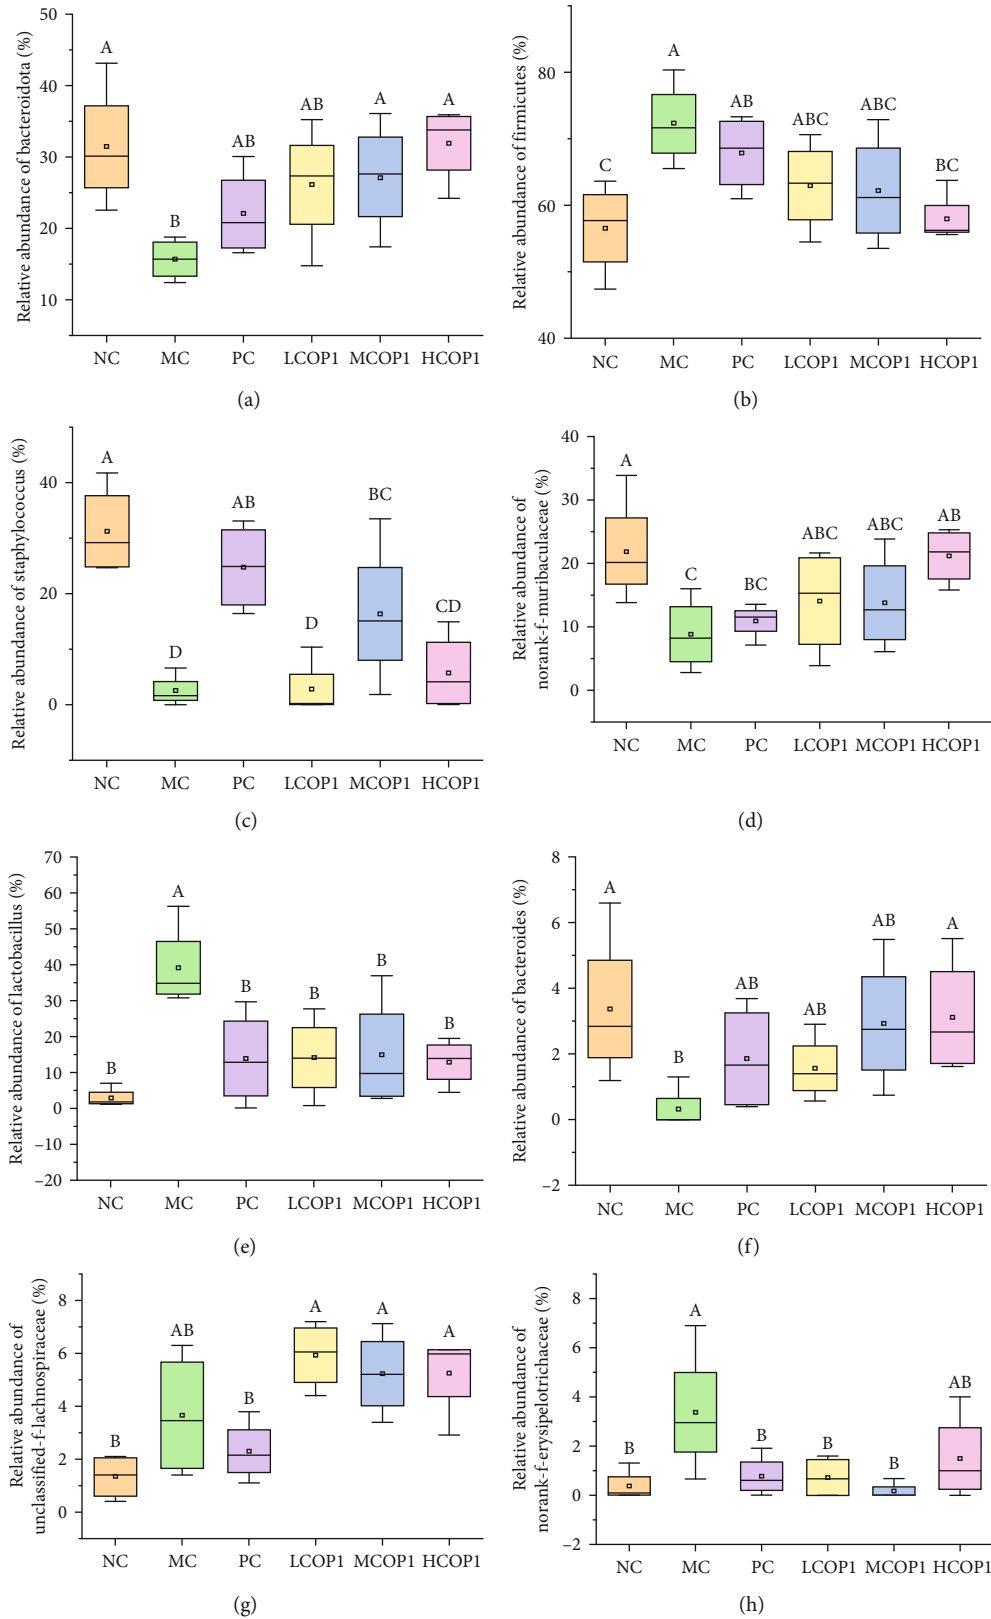 Relative abundance of bacteroidota (%)
50
40
30
20
10
A
B
AB
AB
A
A
NC MC PC LCOP1 MCOP1 HCOP1
(a)
Relative abundance of firmicutes (%)
80
60
40
C
A
AB
ABC
ABC
BC
NC MC PC LCOP1 MCOP1 HCOP1
(b)
Relative abundance of staphylococcus (%)
40
20
0
A
D
AB
D
BC
CD
NC MC PC LCOP1 MCOP1 HCOP1
(c)
Relative abundance of
norank-f-muribaculaceae (%)
40
30
20
10
0
A
C
BC
ABC
ABC
AB
NC MC PC LCOP1 MCOP1 HCOP1
(d)
Relative abundance of lactobacillus (%)
70
60
50
40
30
20
10
0
–10
–20
B
A
B
B
B
B
NC MC PC LCOP1 MCOP1 HCOP1
(e)
Relative abundance of bacteroides (%)
8
6
4
2
0
–2
A
B
AB
AB
AB
A
NC MC PC LCOP1 MCOP1 HCOP1
(f)
Relative abundance of
unclassified-f-lachnospiraceae (%)
8
6
4
2
0
B
AB
B
A
A
A
NC MC PC LCOP1 MCOP1 HCOP1
(g)
Relative abundance of
norank-f-erysipelotrichaceae (%)
8
6
4
2
0
–2
B
A
B
B
B
AB
NC MC PC LCOP1 MCOP1 HCOP1
(h)